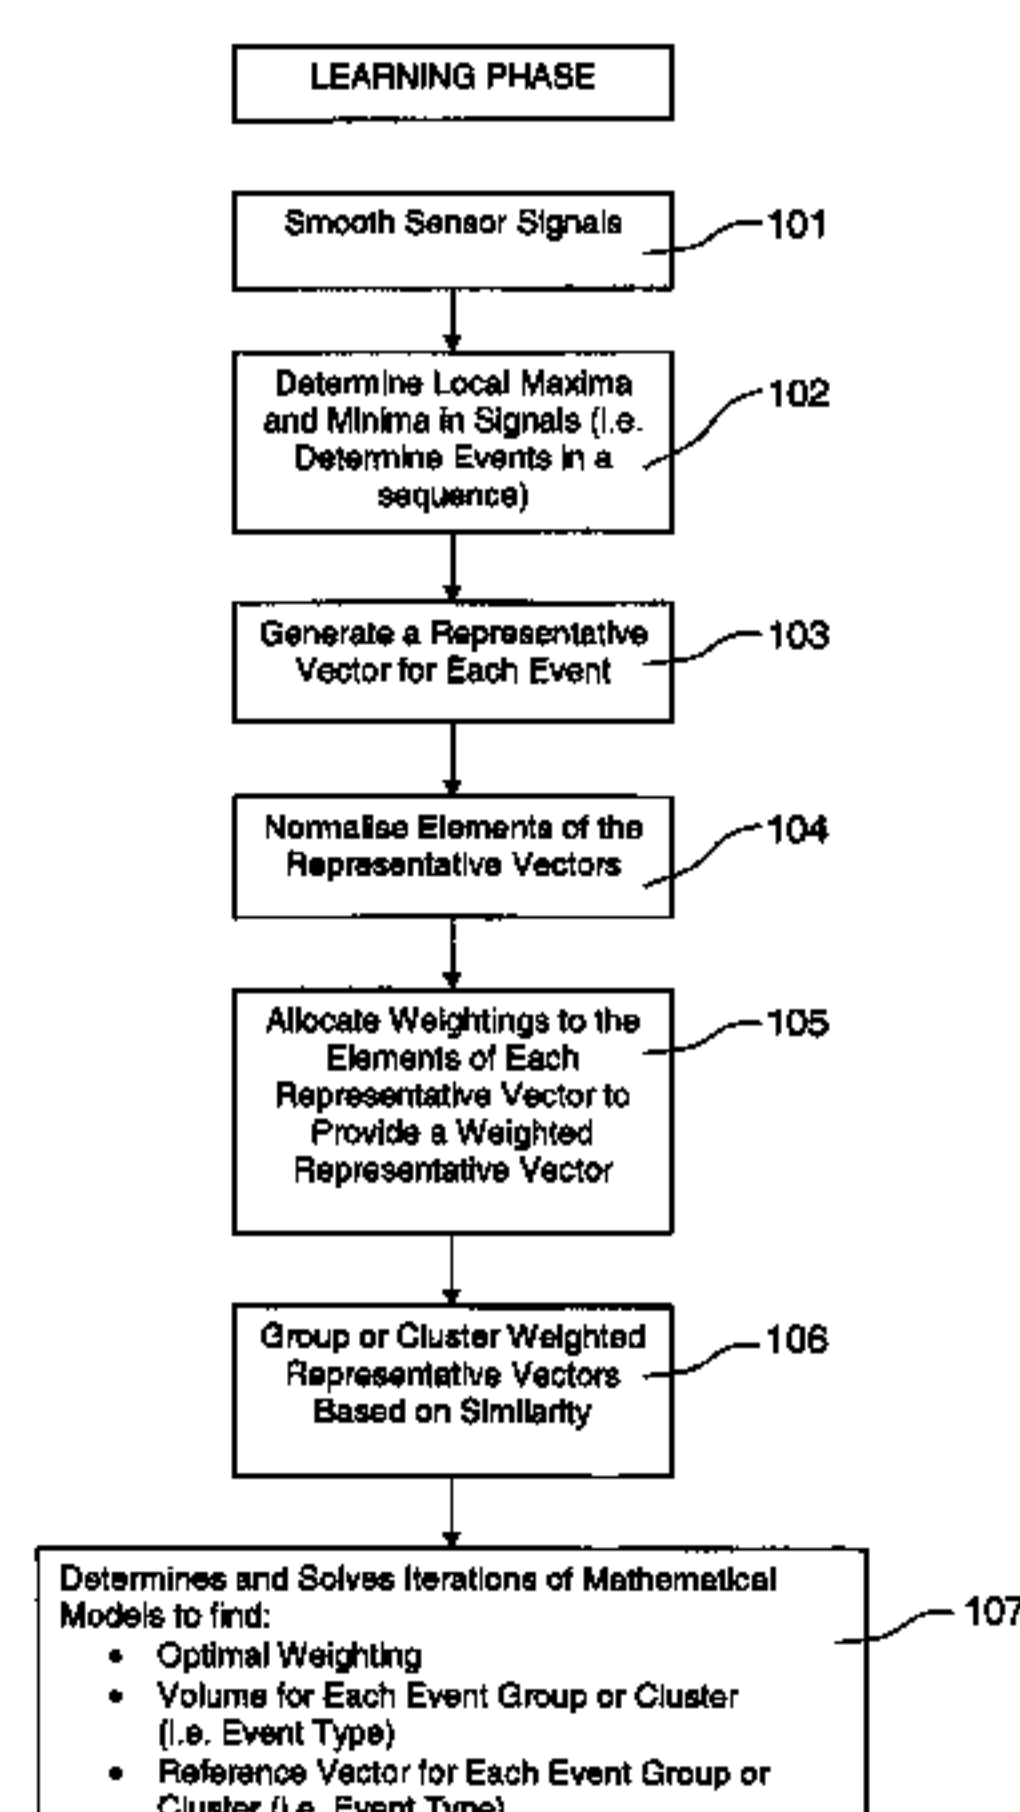 LEARNING PHASE
Smooth Sensor Signals
101
Determine Local Maxima
and Minima in Signals (i.e.
Determine Events in a
sequence)
102
Generate a Representative
Vector for Each Event
103
Normalise Elements of the
Representative Vectors
104
Allocate Weightings to the
Elements of Each
Representative Vector to
Provide a Weighted
Representative Vector
105
Group or Cluster Weighted
Representative Vectors
Based on Similarity
106
Determines and Solves Iterations of Mathematical
Models to find:
• Optimal Weighting
• Volume for Each Event Group or Cluster
(i.e. Event Type)
• Reference Vector for Each Event Group or
Cluster (i.e. Event Type)
107